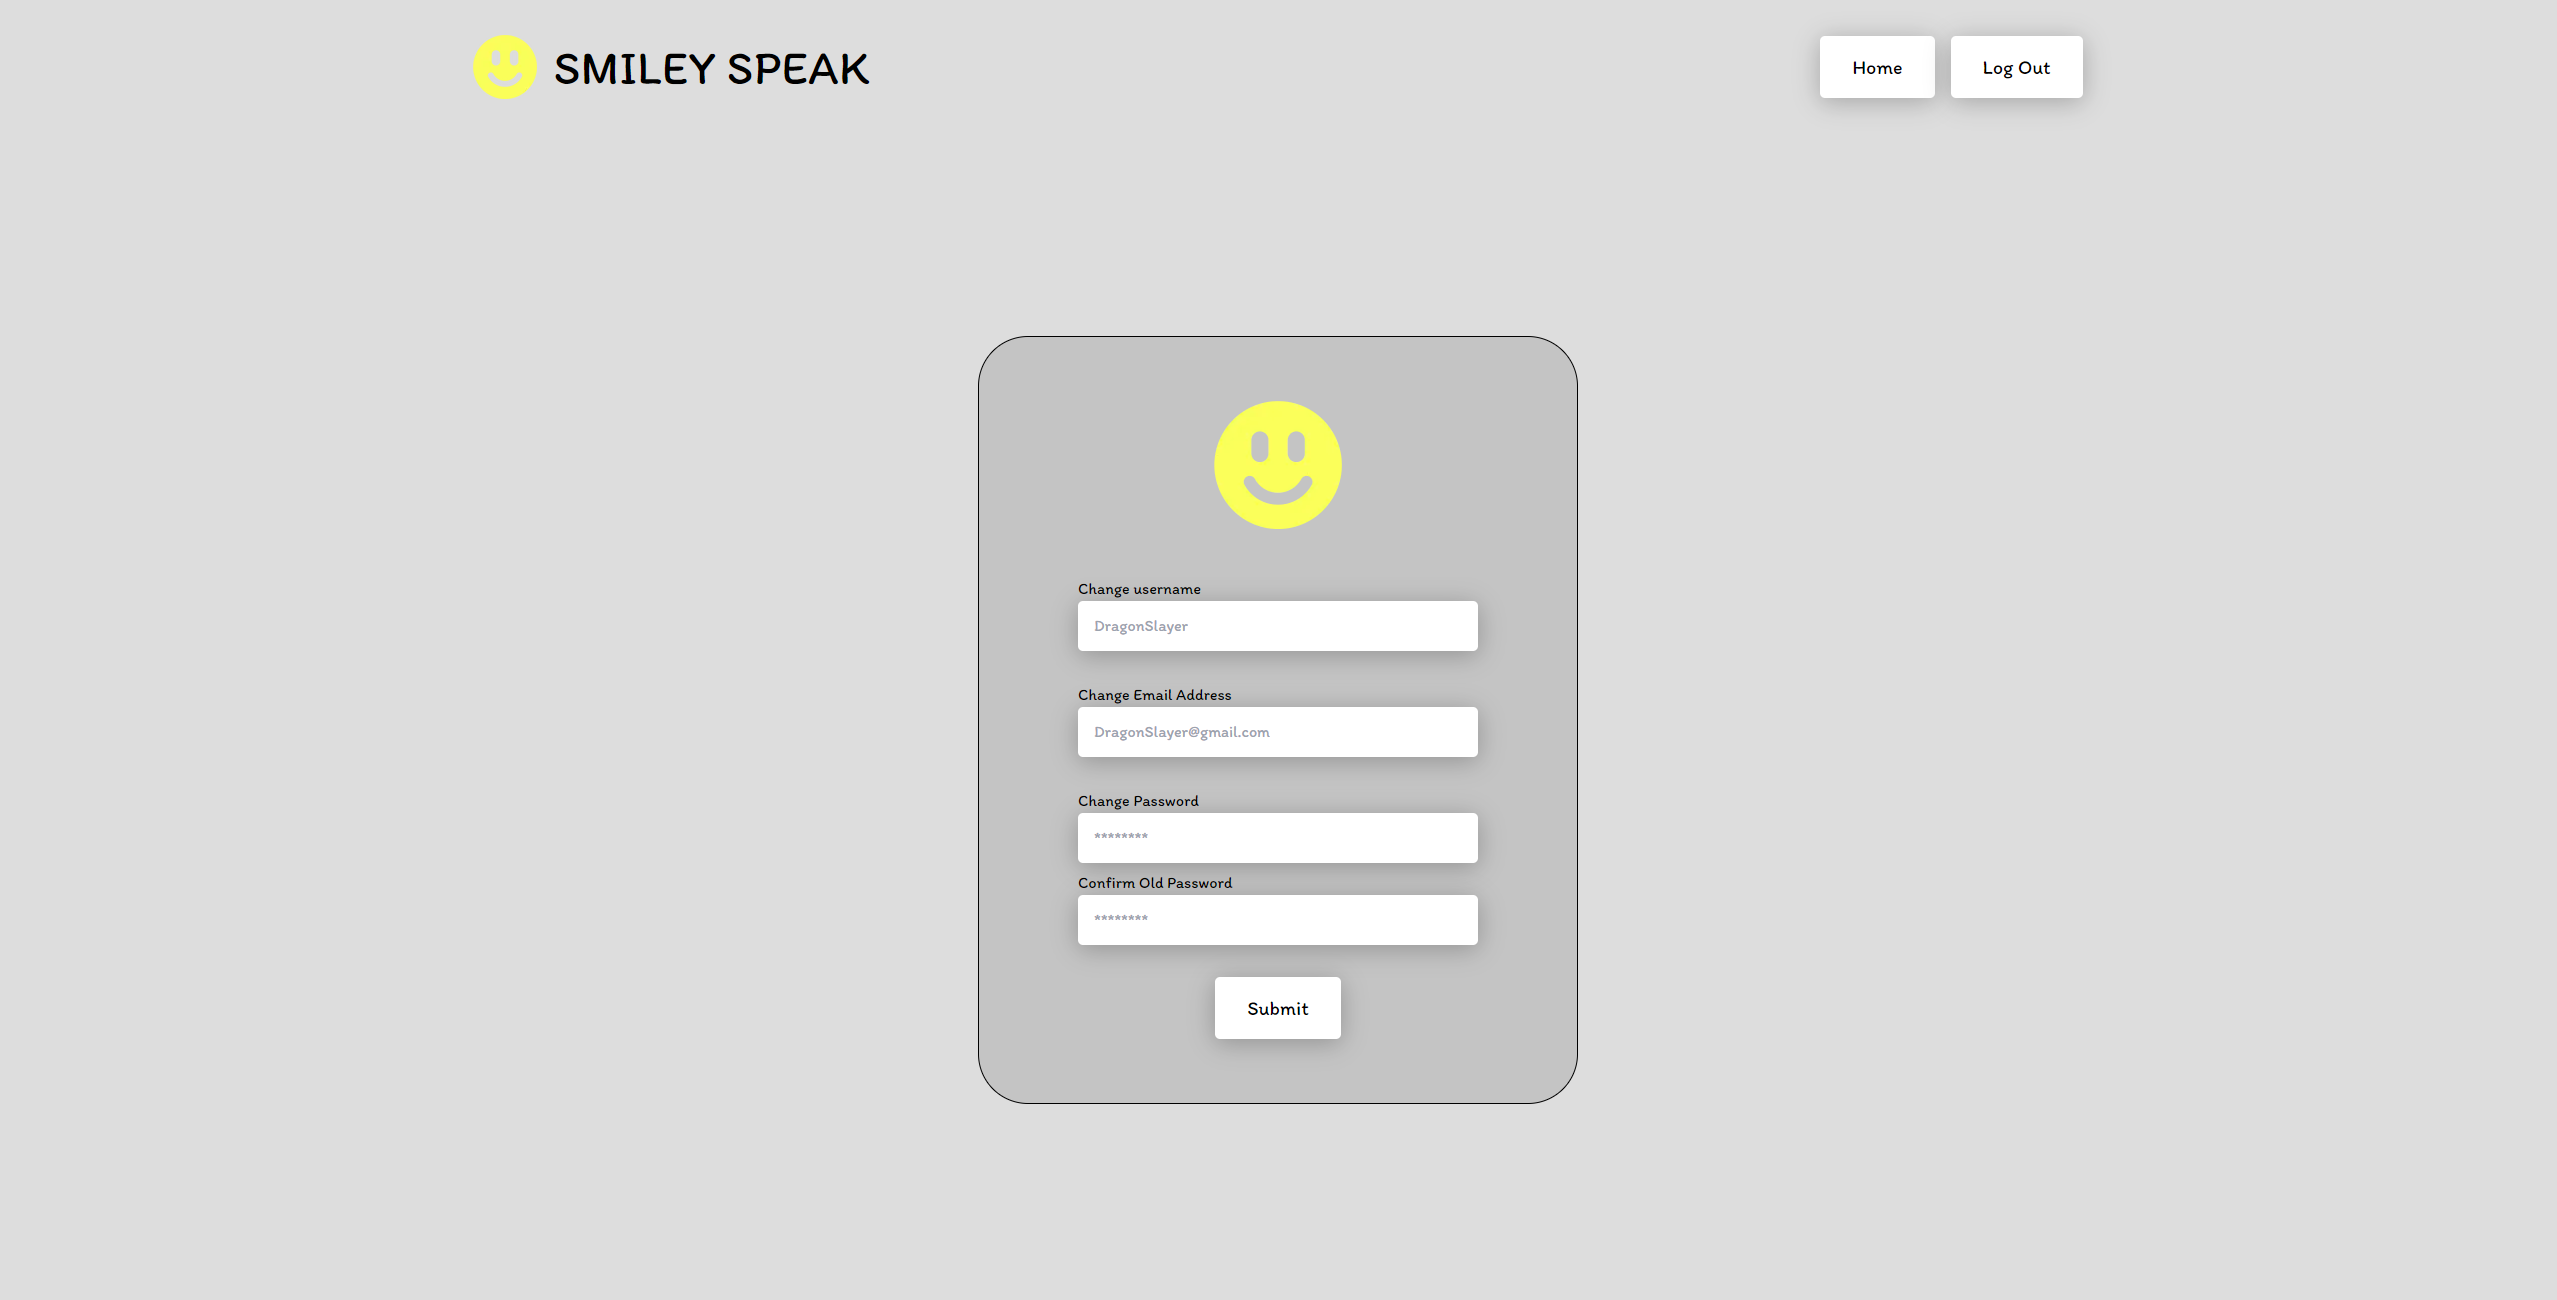 SMILEY SPEAK
Home
Log Out
Change username
DragonSlayer
Change Email Address
DragonSlayer@gmail.com
Change Password
********
Confirm Old Password
********
Submit